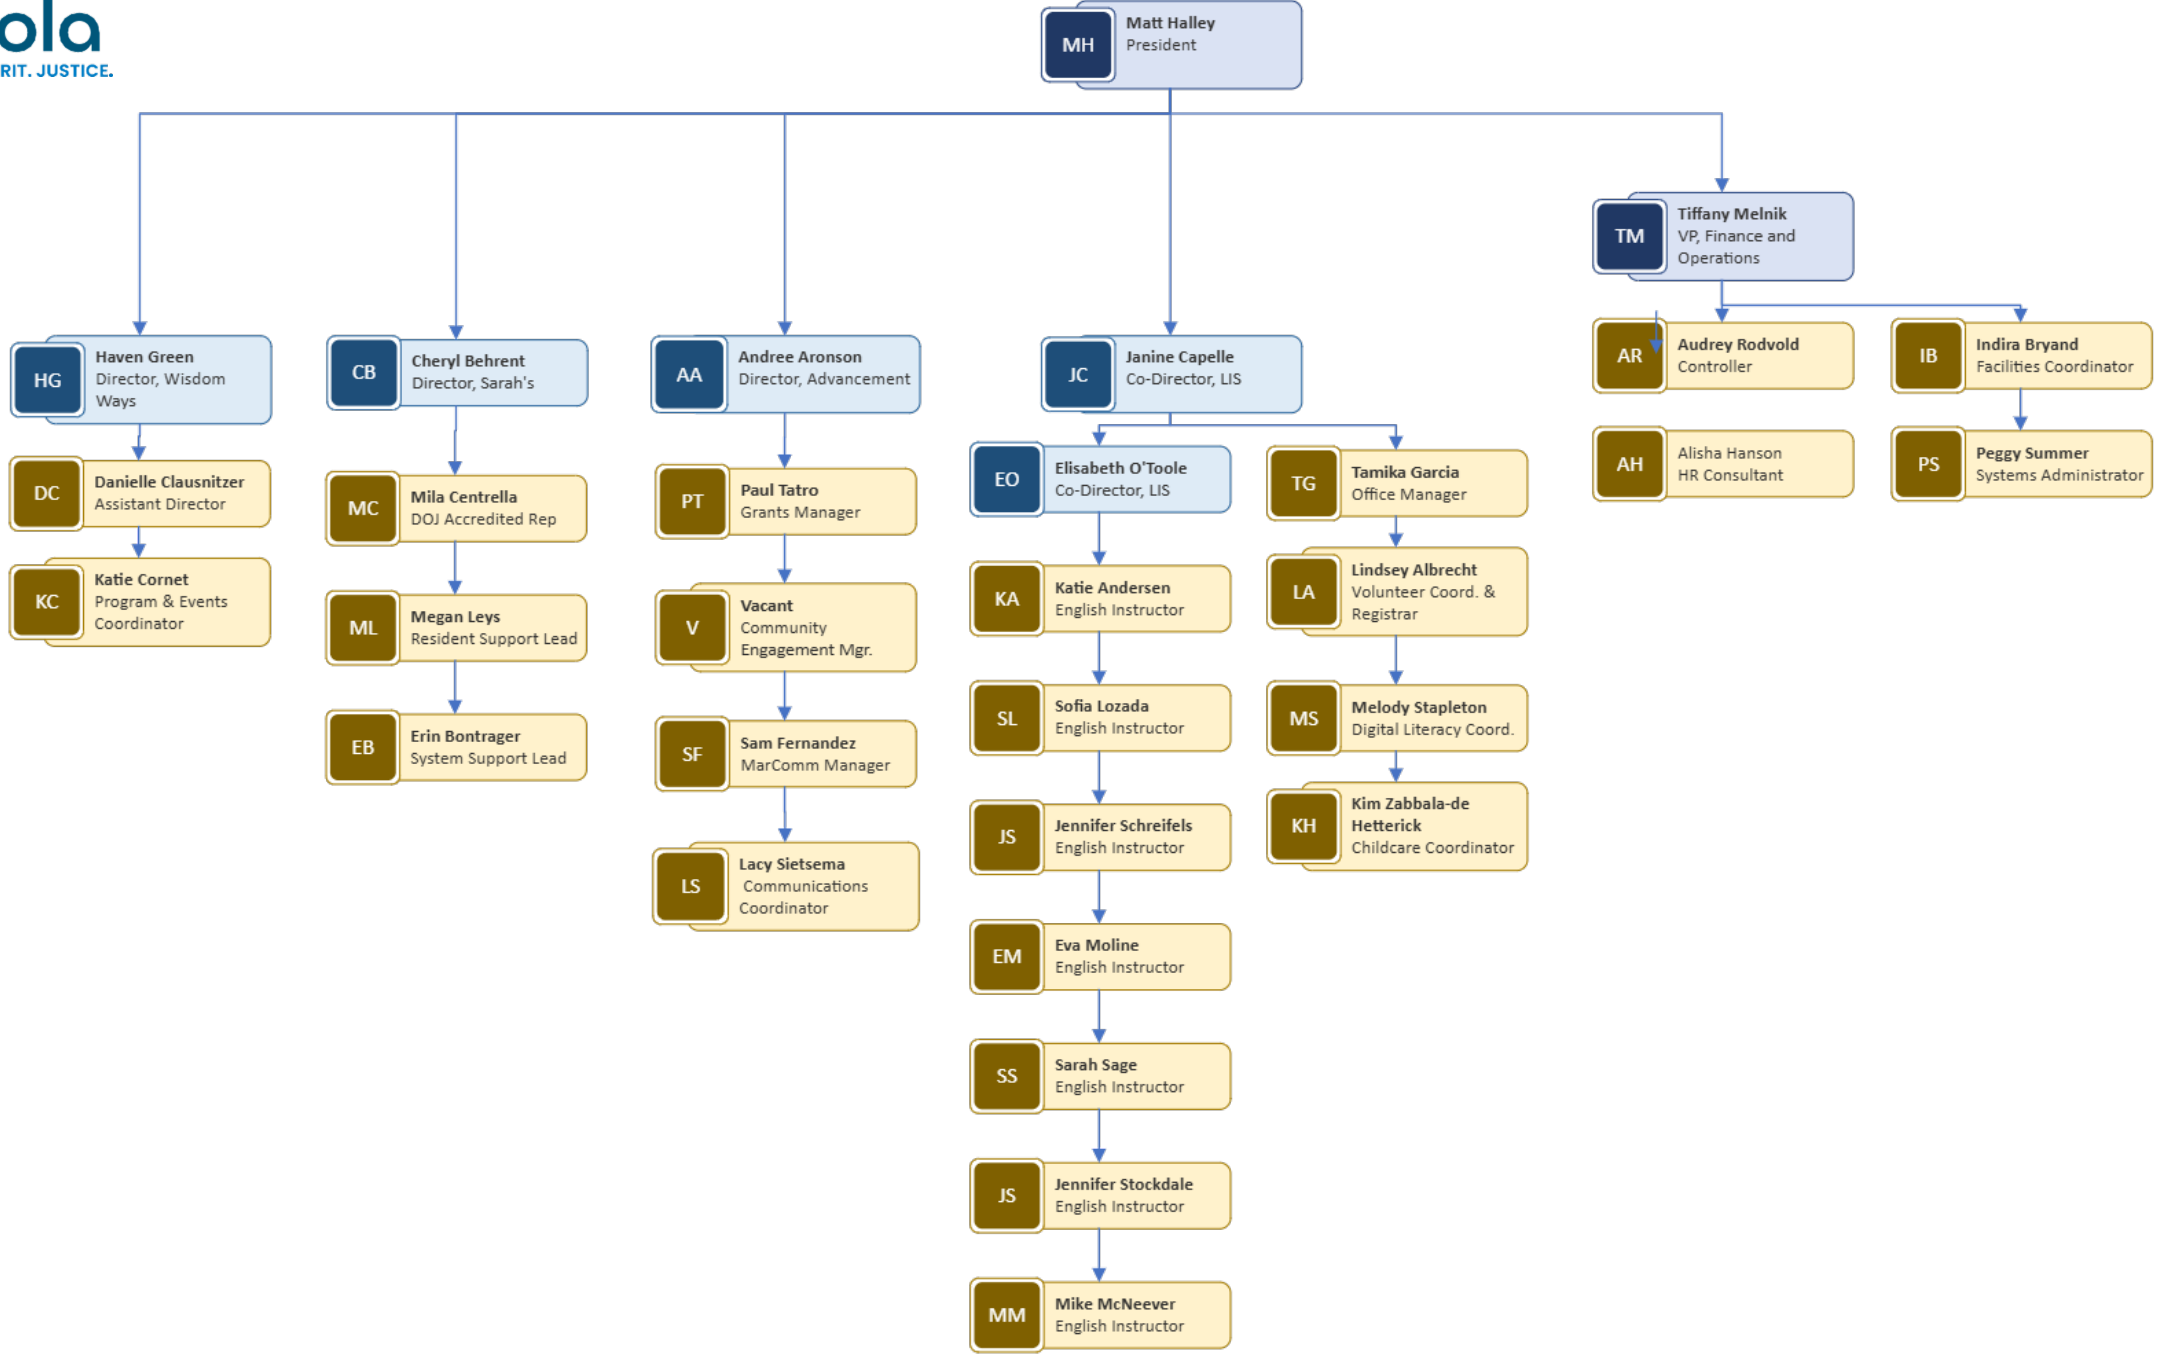 ola
RIT. JUSTICE.
MH
Matt Halley
President
TM
Tiffany Melnik
VP, Finance and
Operations
HG
Haven Green
Director, Wisdom
Ways
CB
Cheryl Behrent
Director, Sarah's
AA
Andree Aronson
Director, Advancement
JC
Janine Capelle
Co-Director, LIS
AR
Audrey Rodvold
Controller
IB
Indira Bryand
Facilities Coordinator
DC
Danielle Clausnitzer
Assistant Director
KC
Katie Cornet
Program & Events
Coordinator
MC
Mila Centrella
DOJ Accredited Rep
ML
Megan Leys
Resident Support Lead
EB
Erin Bontrager
System Support Lead
PT
Paul Tatro
Grants Manager
V
Vacant
Community
Engagement Mgr.
SF
Sam Fernandez
MarComm Manager
LS
Lacy Sietsema
Communications
Coordinator
EO
Elisabeth O'Toole
Co-Director, LIS
KA
Katie Andersen
English Instructor
SL
Sofia Lozada
English Instructor
JS
Jennifer Schreifels
English Instructor
EM
Eva Moline
English Instructor
SS
Sarah Sage
English Instructor
JS
Jennifer Stockdale
English Instructor
MM
Mike McNeever
English Instructor
TG
Tamika Garcia
Office Manager
LA
Lindsey Albrecht
Volunteer Coord. &
Registrar
MS
Melody Stapleton
Digital Literacy Coord.
KH
Kim Zabbala-de
Hetterick
Childcare Coordinator
AH
Alisha Hanson
HR Consultant
PS
Peggy Summer
Systems Administrator